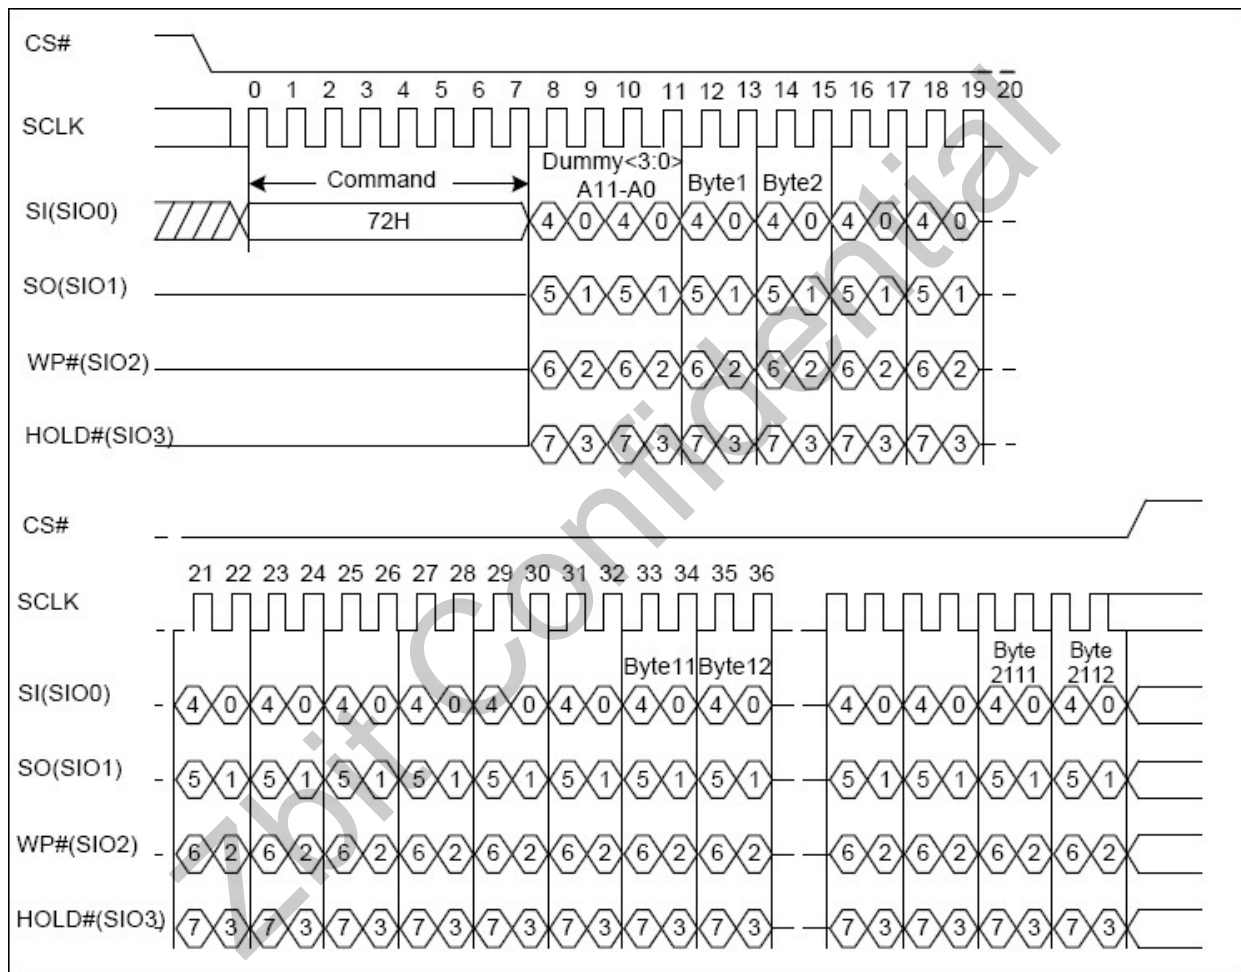 CS#
0 1 2 3 4 5 6 7 8 9 10 11 12 13 14 15 16 17 18 19 20
SCLK
Command
Dummy<3:0>
A11-A0
Byte1
Byte2
SI(SIO0)
72H
4 0 4 0 4 0 4 0 4 0 4 0
SO(SIO1)
5 1 5 1 5 1 5 1 5 1 5 1
WP#(SIO2)
6 2 6 2 6 2 6 2 6 2 6 2
HOLD#(SIO3)
7 3 7 3 7 3 7 3 7 3 7 3
CS#
21 22 23 24 25 26 27 28 29 30 31 32 33 34 35 36
SCLK
Byte11
Byte12
Byte
2111
Byte
2112
SI(SIO0)
4 0 4 0 4 0 4 0 4 0 4 0 4 0 4 0 4 0 4 0 4 0 4 0
SO(SIO1)
5 1 5 1 5 1 5 1 5 1 5 1 5 1 5 1 5 1 5 1 5 1 5 1
WP#(SIO2)
6 2 6 2 6 2 6 2 6 2 6 2 6 2 6 2 6 2 6 2 6 2 6 2
HOLD#(SIO3)
7 3 7 3 7 3 7 3 7 3 7 3 7 3 7 3 7 3 7 3 7 3 7 3
Zbit Confidential